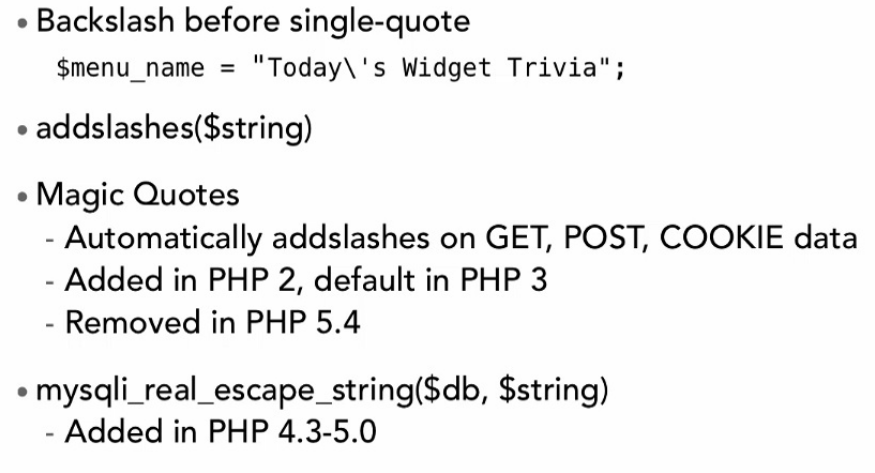 • Backslash before single-quote
$menu_name = "Today\'s Widget Trivia";
• addslashes($string)
• Magic Quotes
- Automatically addslashes on GET, POST, COOKIE data
- Added in PHP 2, default in PHP 3
- Removed in PHP 5.4
• mysqli_real_escape_string($db, $string)
- Added in PHP 4.3-5.0